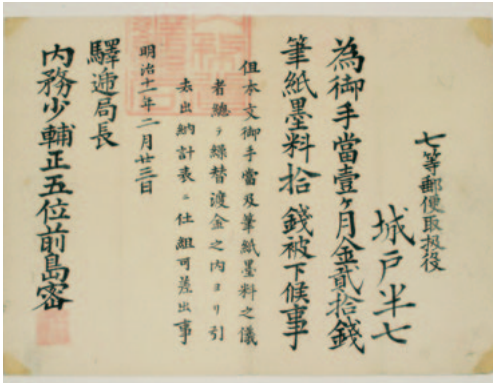 七等郵便取扱役
城戸半七
為御手當壹ヶ月金貳拾錢
筆紙墨料拾錢被下候事
但本文御手當及筆紙墨料之儀
者總テ繰替渡金之内ヨリ引
去出納計表ニ仕組可差出事
明治十一年二月廿三日
驛逓局長
内務少輔正五位前島密